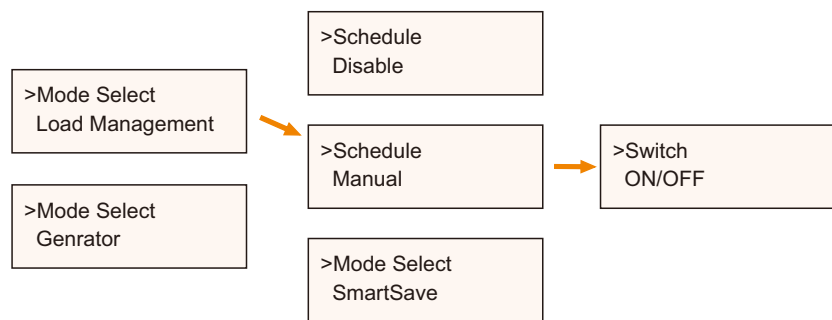 >Mode Select
Load Management
>Mode Select
Genrator
>Schedule
Disable
>Schedule
Manual
>Mode Select
SmartSave
>Switch
ON/OFF